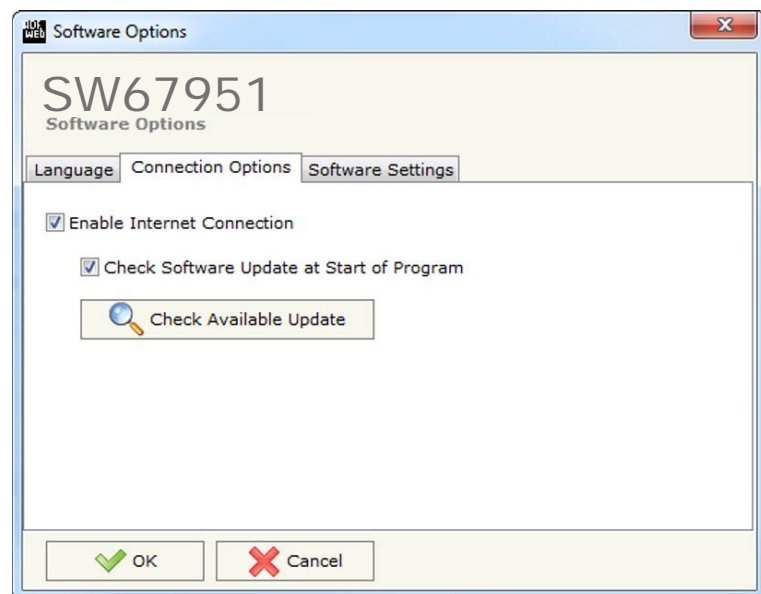 Software Options
SW67951
Software Options
Language Connection Options Software Settings
Enable Internet Connection
Check Software Update at Start of Program
Check Available Update
OK Cancel